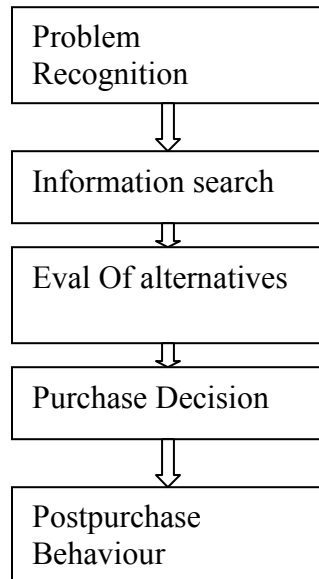 Problem
Recognition
Information search
Eval Of alternatives
Purchase Decision
Postpurchase
Behaviour